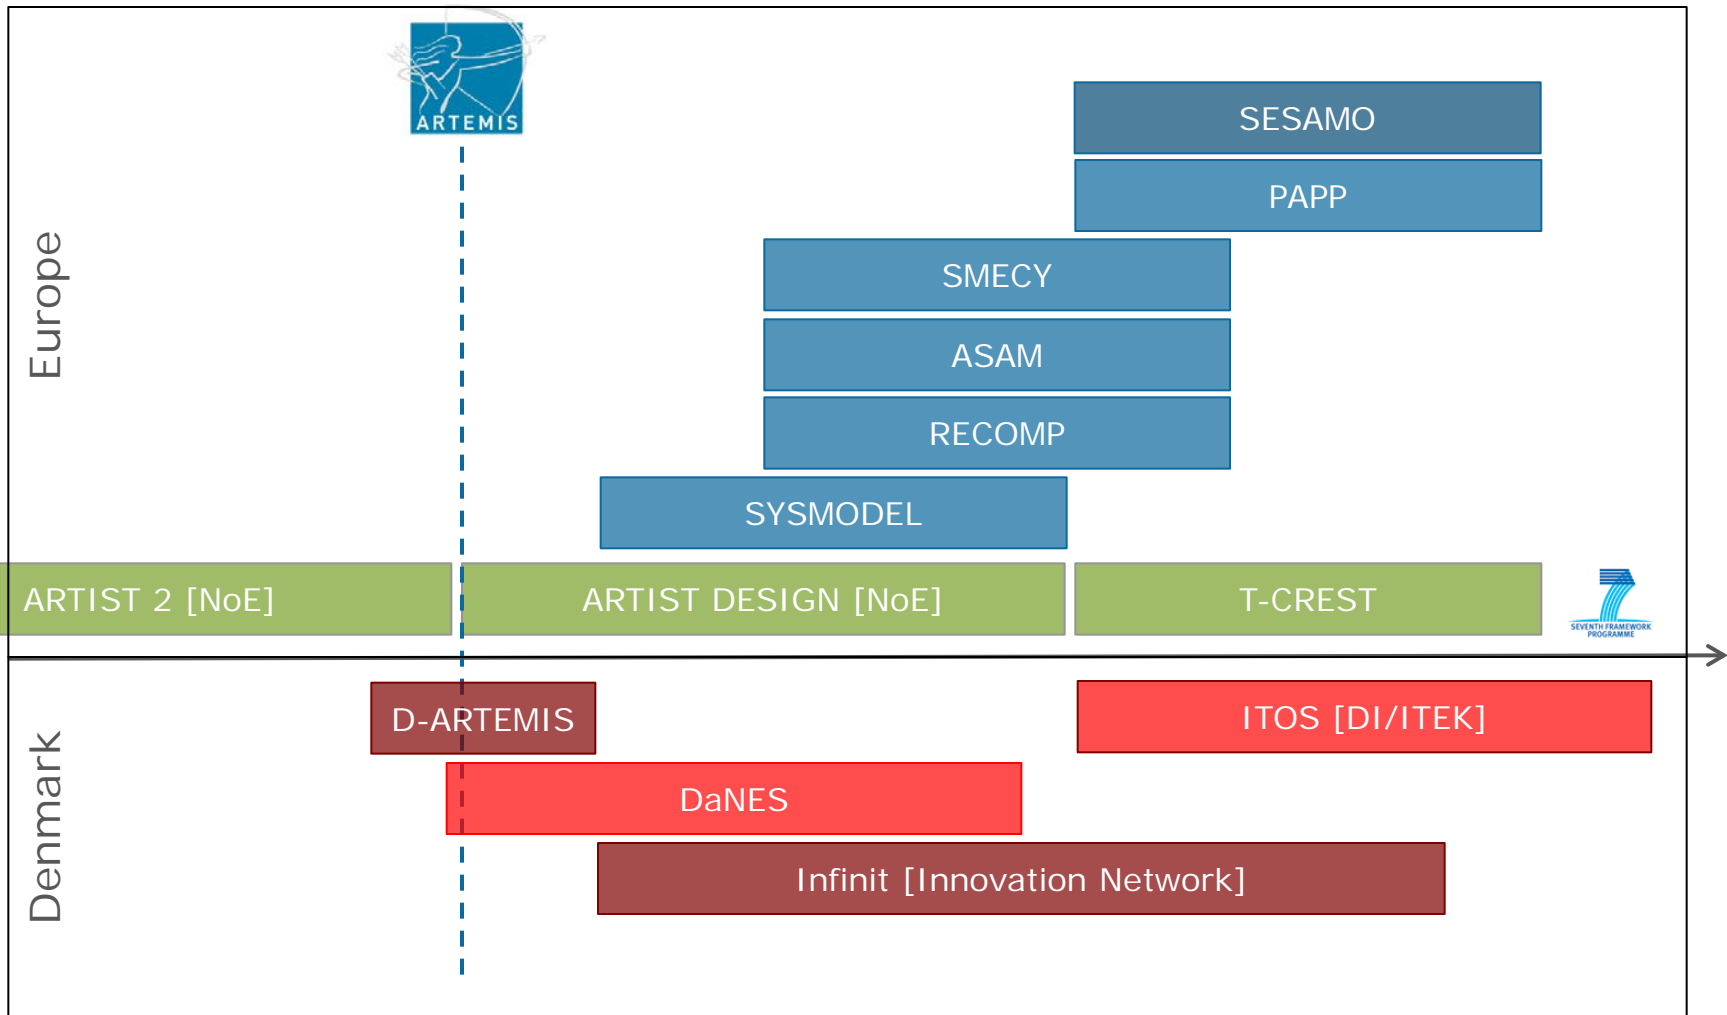 ARTEMIS
Europe
SESAMO
PAPP
SMECY
ASAM
RECOMP
SYSMODEL
ARTIST 2 [NoE]
ARTIST DESIGN [NoE]
T-CREST
SEVENTH FRAMEWORK
PROGRAMME
Denmark
D-ARTEMIS
ITOS [DI/ITEK]
DaNES
Infinit [Innovation Network]